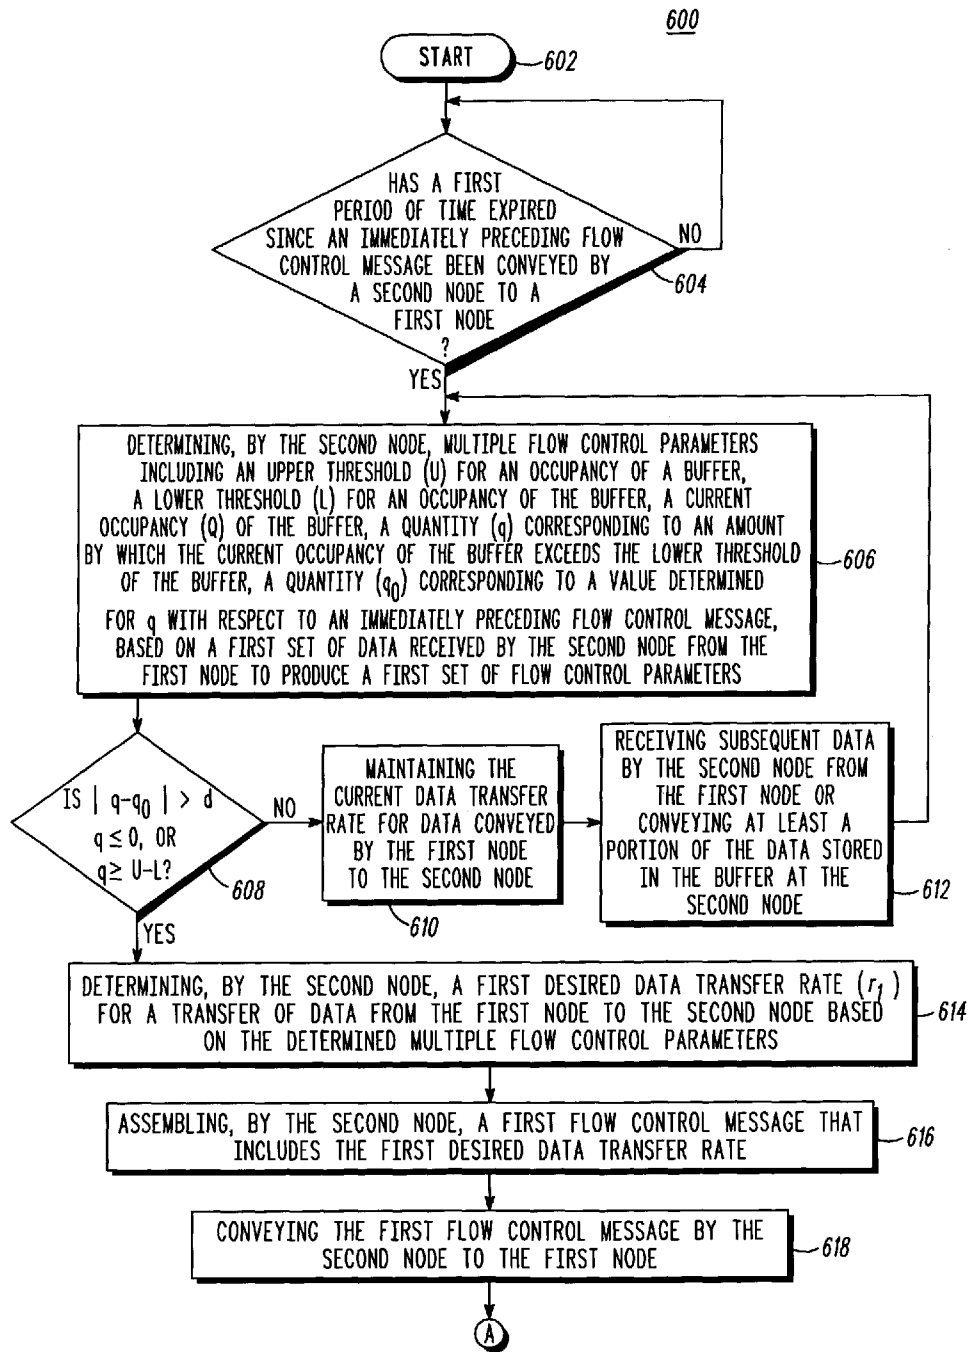 600
START
602
HAS A FIRST
PERIOD OF TIME EXPIRED
SINCE AN IMMEDIATELY PRECEDING FLOW
CONTROL MESSAGE BEEN CONVEYED BY
A SECOND NODE TO A
FIRST NODE
?
NO
604
YES
DETERMINING, BY THE SECOND NODE, MULTIPLE FLOW CONTROL PARAMETERS
INCLUDING AN UPPER THRESHOLD (U) FOR AN OCCUPANCY OF A BUFFER,
A LOWER THRESHOLD (L) FOR AN OCCUPANCY OF THE BUFFER, A CURRENT
OCCUPANCY (Q) OF THE BUFFER, A QUANTITY (q) CORRESPONDING TO AN AMOUNT
BY WHICH THE CURRENT OCCUPANCY OF THE BUFFER EXCEEDS THE LOWER THRESHOLD
OF THE BUFFER, A QUANTITY (q0) CORRESPONDING TO A VALUE DETERMINED
FOR q WITH RESPECT TO AN IMMEDIATELY PRECEDING FLOW CONTROL MESSAGE,
BASED ON A FIRST SET OF DATA RECEIVED BY THE SECOND NODE FROM THE
FIRST NODE TO PRODUCE A FIRST SET OF FLOW CONTROL PARAMETERS
606
IS | q-q0 | > d
q ≤ 0, OR
q ≥ U-L?
NO
608
YES
MAINTAINING THE
CURRENT DATA TRANSFER
RATE FOR DATA CONVEYED
BY THE FIRST NODE
TO THE SECOND NODE
610
RECEIVING SUBSEQUENT DATA
BY THE SECOND NODE FROM
THE FIRST NODE OR
CONVEYING AT LEAST A
PORTION OF THE DATA STORED
IN THE BUFFER AT THE
SECOND NODE
612
DETERMINING, BY THE SECOND NODE, A FIRST DESIRED DATA TRANSFER RATE (r1)
FOR A TRANSFER OF DATA FROM THE FIRST NODE TO THE SECOND NODE BASED
ON THE DETERMINED MULTIPLE FLOW CONTROL PARAMETERS
614
ASSEMBLING, BY THE SECOND NODE, A FIRST FLOW CONTROL MESSAGE THAT
INCLUDES THE FIRST DESIRED DATA TRANSFER RATE
616
CONVEYING THE FIRST FLOW CONTROL MESSAGE BY THE
SECOND NODE TO THE FIRST NODE
618
A